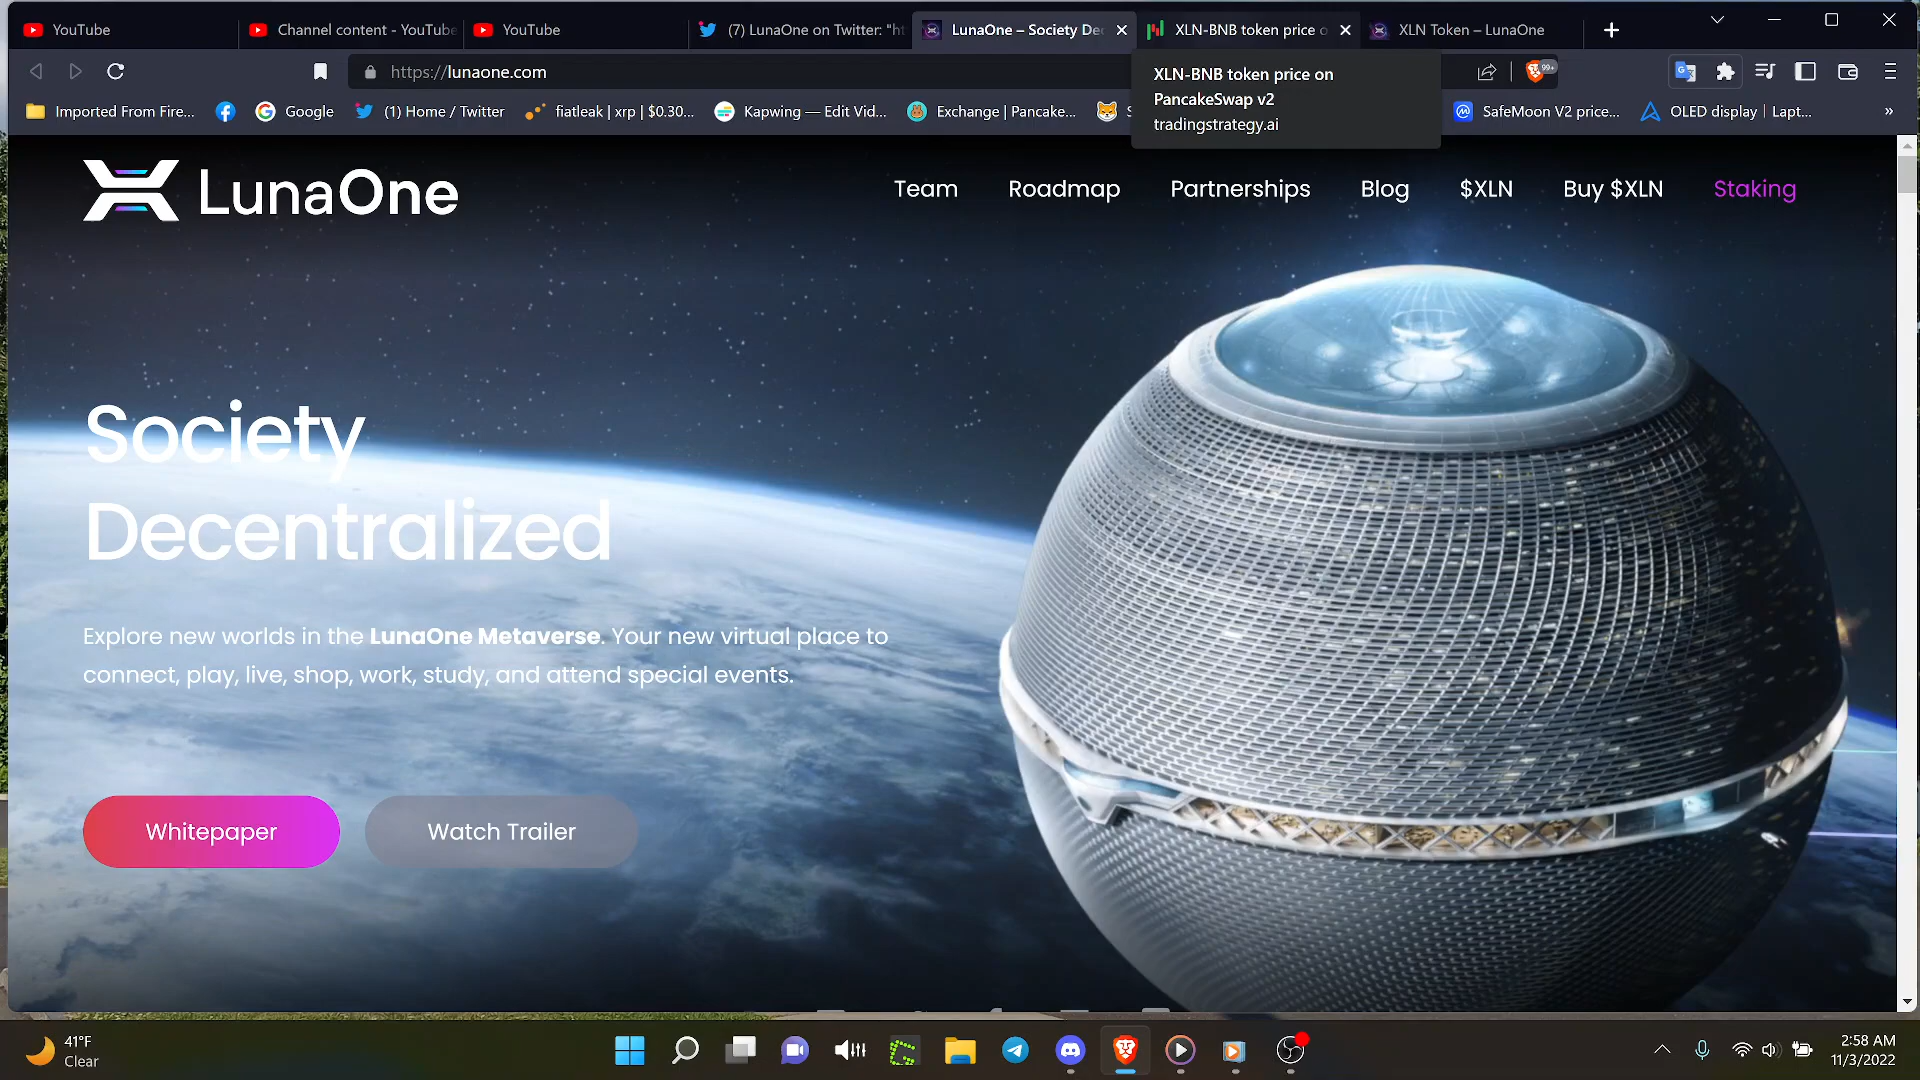 YouTube
Channel content - YouTube
YouTube
(7) LunaOne on Twitter: "ht
LunaOne – Society De
XLN-BNB token price o
XLN Token – LunaOne
https://lunaone.com
99+
XLN-BNB token price on
PancakeSwap v2
tradingstrategy.ai
Imported From Fire...
Google
(1) Home / Twitter
fiatleak | xrp | $0.30...
Kapwing — Edit Vid...
Exchange | Pancake...
SafeMoon V2 price...
OLED display | Lapt...
»
LunaOne
Team
Roadmap
Partnerships
Blog
$XLN
Buy $XLN
Staking
Society
Decentralized
Explore new worlds in the LunaOne Metaverse. Your new virtual place to
connect, play, live, shop, work, study, and attend special events.
Whitepaper
Watch Trailer
41°F
Clear
2:58 AM
11/3/2022